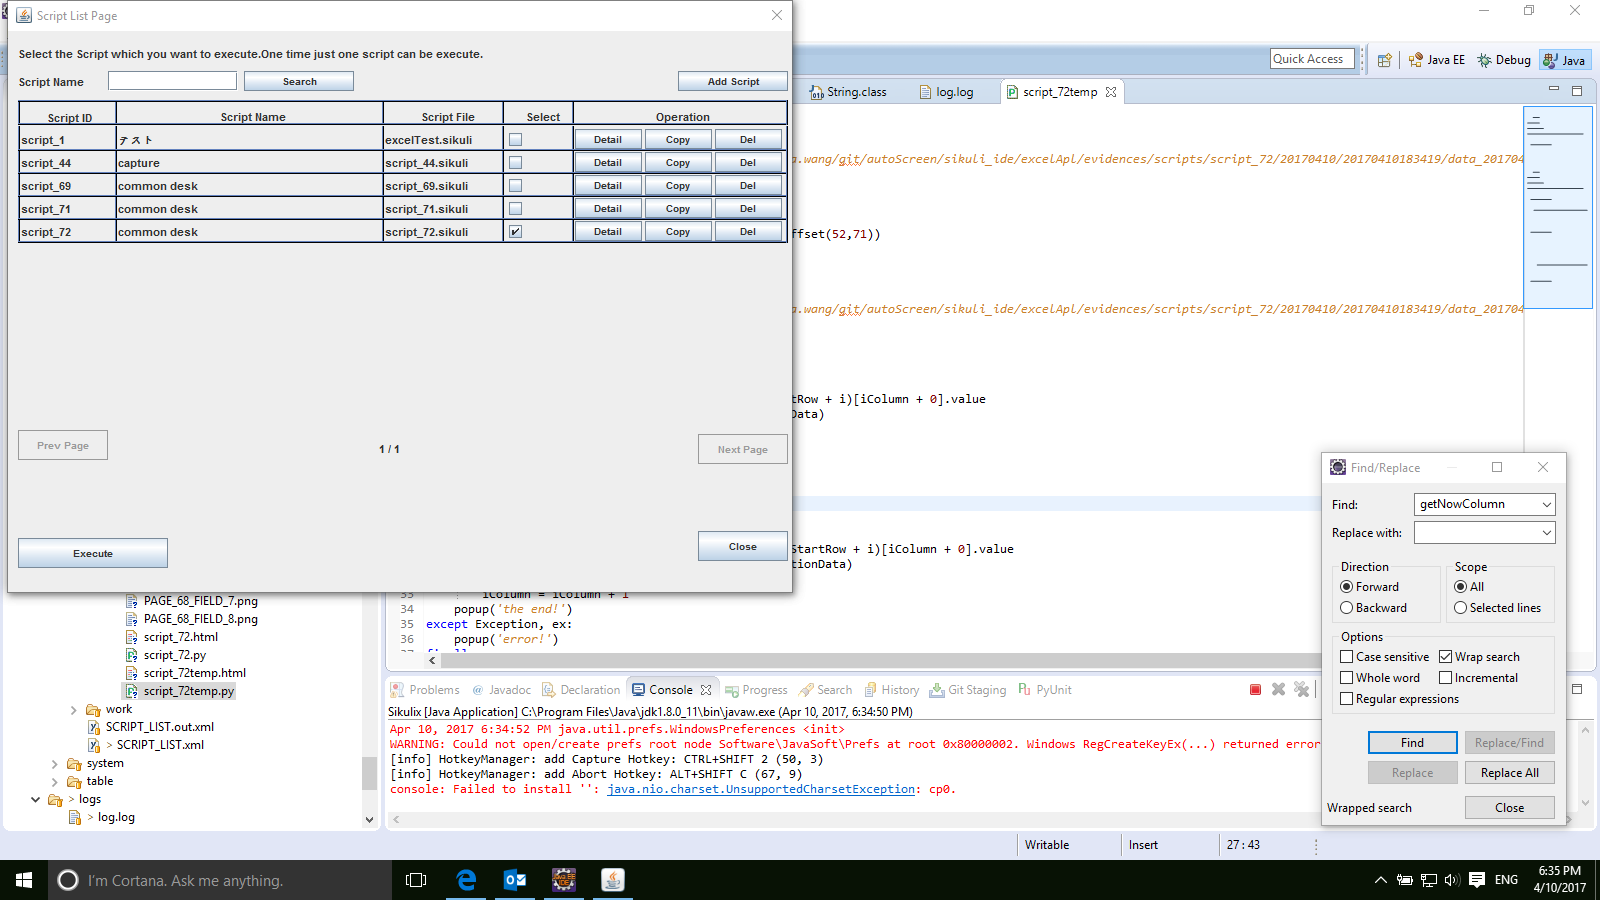 Script List Page
Select the Script which you want to execute.One time just one script can be execute.
Script Name
Search
Add Script
Script ID Script Name Script File Select Operation
script_1 テスト excelTest.sikuli Detail Copy Del
script_44 capture script_44.sikuli Detail Copy Del
script_69 common desk script_69.sikuli Detail Copy Del
script_71 common desk script_71.sikuli Detail Copy Del
script_72 common desk script_72.sikuli Detail Copy Del
Prev Page
1 / 1
Next Page
Execute
Close
Quick Access
Java EE
Debug
Java
String.class
log.log
script_72temp
a.wang/git/autoScreen/sikuli_ide/excelApl/evidences/scripts/script_72/20170410/20170410183419/data_201704
ffset(52,71))
a.wang/git/autoScreen/sikuli_ide/excelApl/evidences/scripts/script_72/20170410/20170410183419/data_201704
tRow + i)[iColumn + 0].value
Data)
StartRow + i)[iColumn + 0].value
tionData)
33 iColumn = iColumn + 1
34 popup('the end!')
35 except Exception, ex:
36 popup('error!')
PAGE_68_FIELD_7.png
PAGE_68_FIELD_8.png
script_72.html
script_72.py
script_72temp.html
script_72temp.py
work
SCRIPT_LIST.out.xml
> SCRIPT_LIST.xml
system
table
> logs
> log.log
Problems
@ Javadoc
Declaration
Console
Progress
Search
History
Git Staging
PyUnit
Sikulix [Java Application] C:\Program Files\Java\jdk1.8.0_11\bin\javaw.exe (Apr 10, 2017, 6:34:50 PM)
Apr 10, 2017 6:34:52 PM java.util.prefs.WindowsPreferences <init>
WARNING: Could not open/create prefs root node Software\JavaSoft\Prefs at root 0x80000002. Windows RegCreateKeyEx(...) returned error
[info] HotkeyManager: add Capture Hotkey: CTRL+SHIFT 2 (50, 3)
[info] HotkeyManager: add Abort Hotkey: ALT+SHIFT C (67, 9)
console: Failed to install '': java.nio.charset.UnsupportedCharsetException: cp0.
Find/Replace
Find: getNowColumn
Replace with:
Direction
Forward
Backward
Scope
All
Selected lines
Options
Case sensitive
Wrap search
Whole word
Incremental
Regular expressions
Find
Replace/Find
Replace
Replace All
Wrapped search
Close
Writable
Insert
27 : 43
I'm Cortana. Ask me anything.
ENG
6:35 PM
4/10/2017